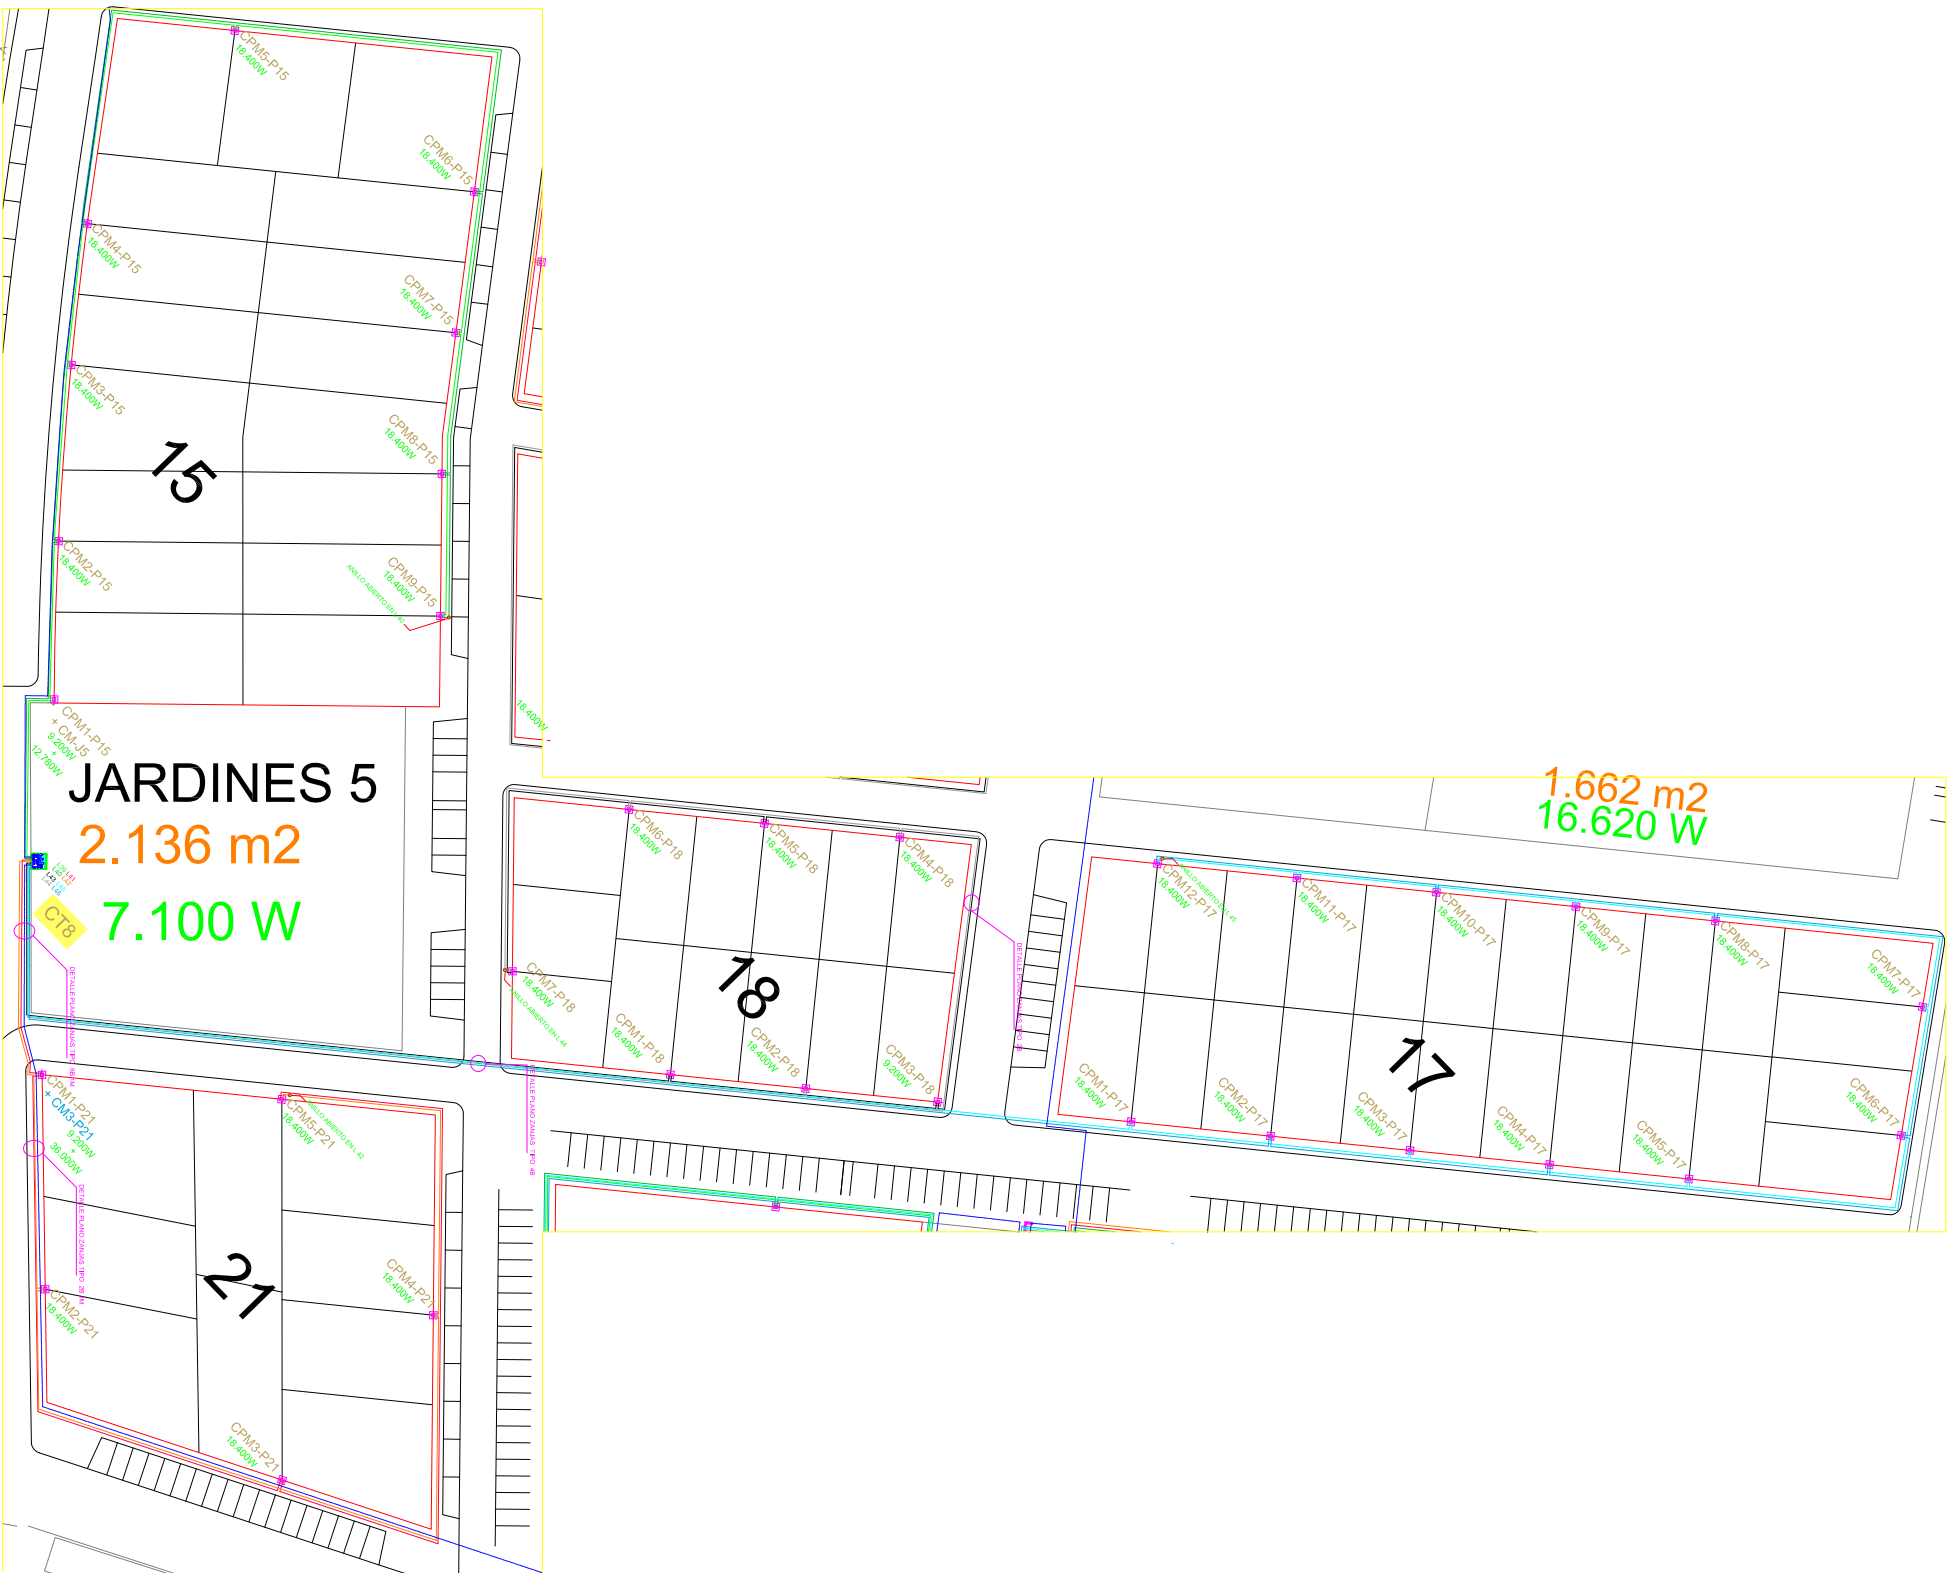 CPM5-P15
18.400W
CPM6-P15
18.400W
CPM4-P15
18.400W
CPM7-P15
18.400W
CPM3-P15
18.400W
CPM8-P15
18.400W
15
CPM2-P15
18.400W
CPM9-P15
18.400W
CPM1-P15
+ CM-J5
9.200W
+
12.780W
18.400W
JARDINES 5
2.136 m2
7.100 W
CT8
1.662 m2
16.620 W
CPM6-P18
18.400W
CPM5-P18
18.400W
CPM4-P18
18.400W
CPM7-P18
18.400W
18
CPM1-P18
18.400W
CPM2-P18
18.400W
CPM3-P18
9.200W
CPM12-P17
18.400W
CPM11-P17
18.400W
CPM10-P17
18.400W
CPM9-P17
18.400W
CPM8-P17
18.400W
CPM7-P17
18.400W
17
CPM1-P17
18.400W
CPM2-P17
18.400W
CPM3-P17
18.400W
CPM4-P17
18.400W
CPM5-P17
18.400W
CPM6-P17
18.400W
CPM1-P21
+ CM3-P21
9.200W
+
36.000W
CPM5-P21
18.400W
ANILLO ABIERTO EN L42
21
CPM4-P21
18.400W
CPM2-P21
18.400W
CPM3-P21
18.400W